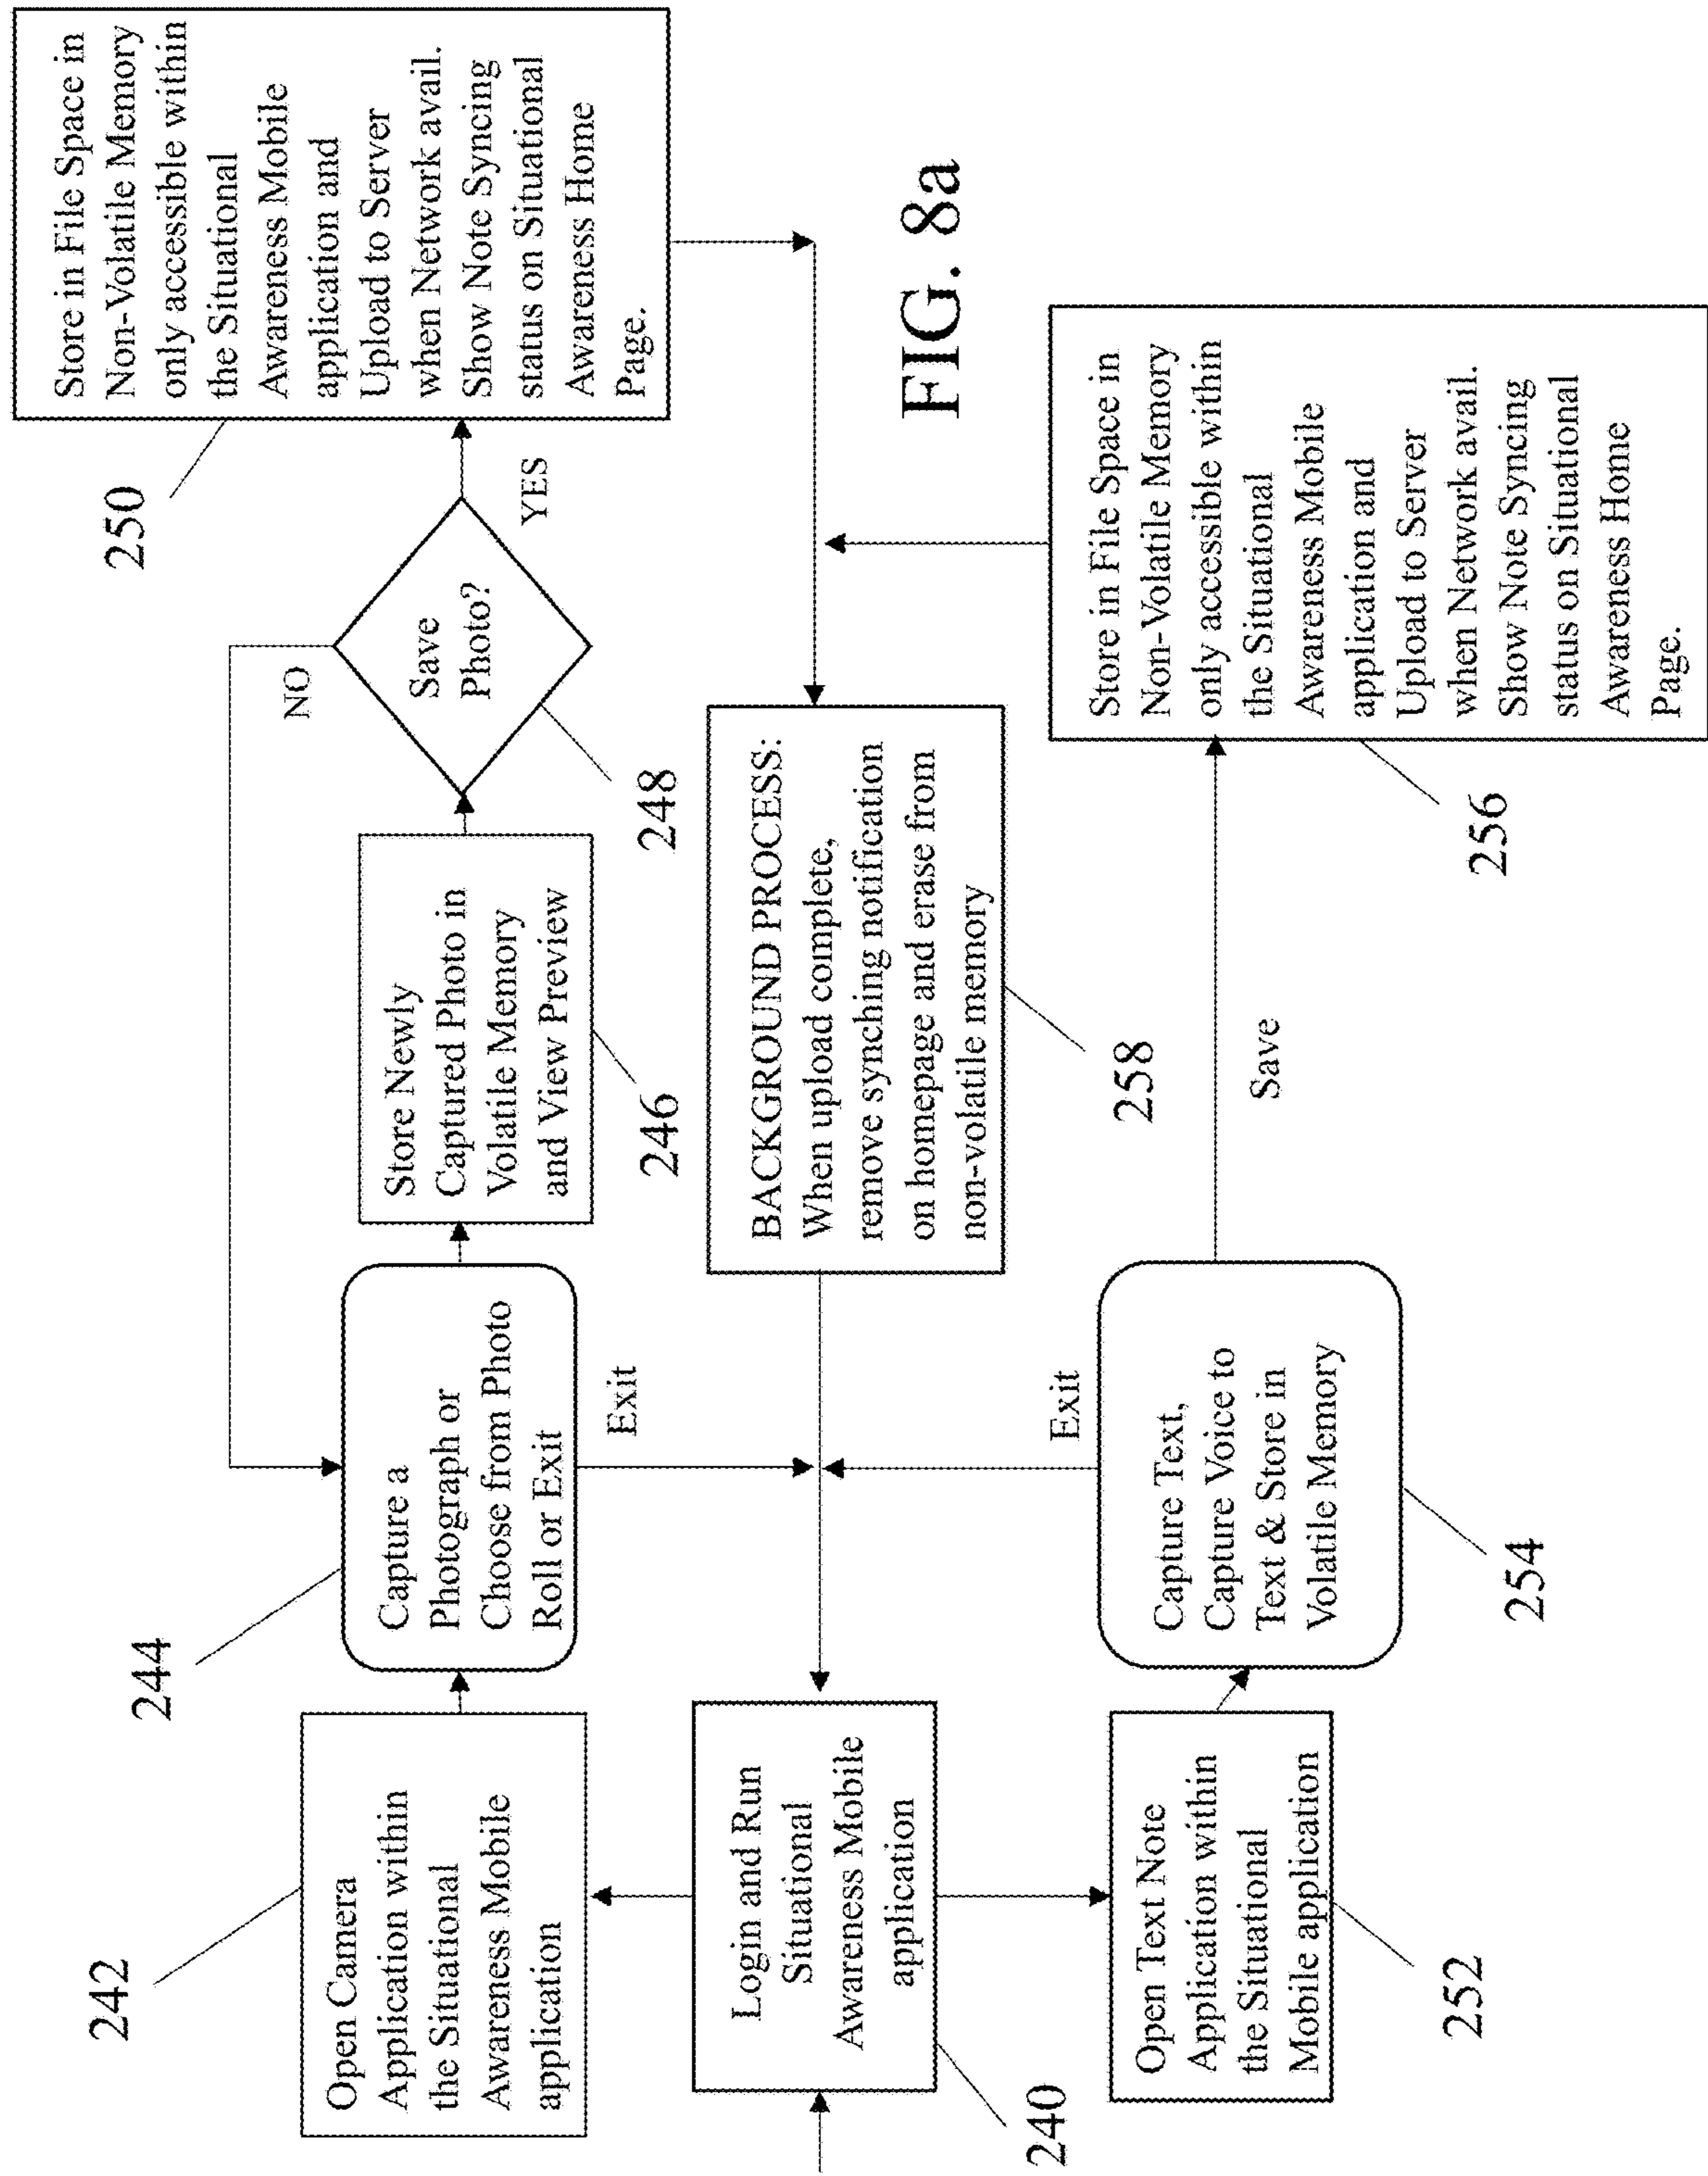 242
Open Camera
Application within
the Situational
Awareness Mobile
application
244
Capture a
Photograph or
Choose from Photo
Roll or Exit
Exit
Store Newly
Captured Photo in
Volatile Memory
and View Preview
246
Save
Photo?
248
NO
YES
250
Store in File Space in
Non-Volatile Memory
only accessible within
the Situational
Awareness Mobile
application and
Upload to Server
when Network avail.
Show Note Syncing
status on Situational
Awareness Home
Page.
Login and Run
Situational
Awareness Mobile
application
240
BACKGROUND PROCESS:
When upload complete,
remove synching notification
on homepage and erase from
non-volatile memory
258
FIG. 8a
Open Text Note
Application within
the Situational
Mobile application
252
Exit
Capture Text,
Capture Voice to
Text & Store in
Volatile Memory
254
Save
Store in File Space in
Non-Volatile Memory
only accessible within
the Situational
Awareness Mobile
application and
Upload to Server
when Network avail.
Show Note Syncing
status on Situational
Awareness Home
Page.
256